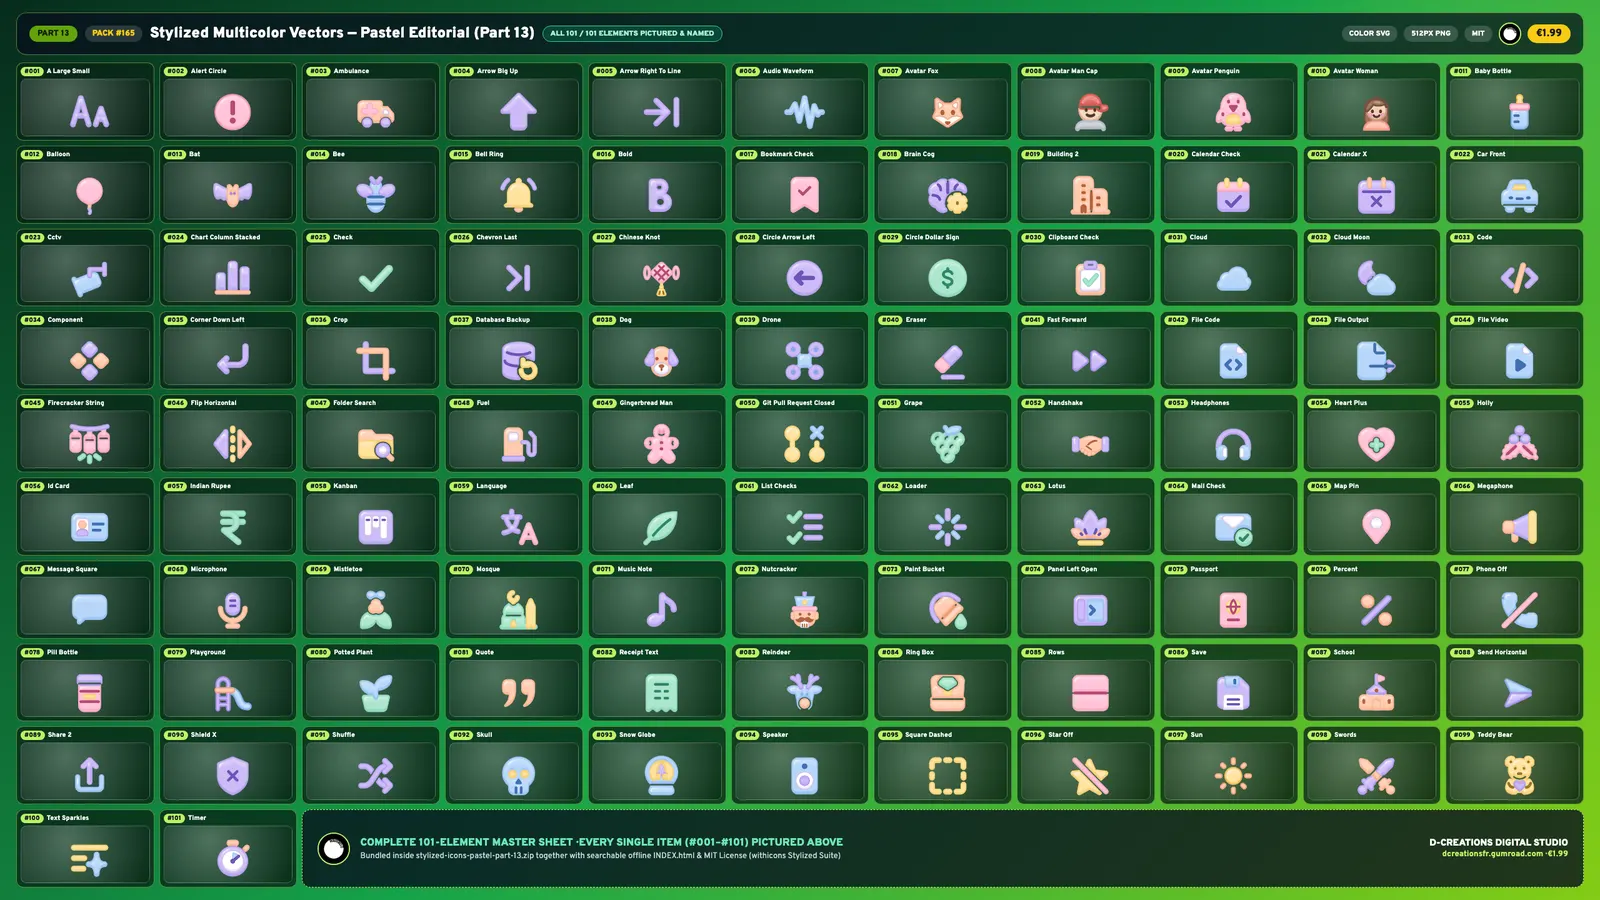 PART 13 PACK #165 Stylized Multicolor Vectors – Pastel Editorial (Part 13) ALL 101 / 101 ELEMENTS PICTURED & NAMED COLOR SVG 512PX PNG MIT €1.99
#001 A Large Small #002 Alert Circle #003 Ambulance #004 Arrow Big Up #005 Arrow Right To Line #006 Audio Waveform #007 Avatar Fox #008 Avatar Man Cap #009 Avatar Penguin #010 Avatar Woman #011 Baby Bottle
#012 Balloon #013 Bat #014 Bee #015 Bell Ring #016 Bold #017 Bookmark Check #018 Brain Cog #019 Building 2 #020 Calendar Check #021 Calendar X #022 Car Front
#023 Cctv #024 Chart Column Stacked #025 Check #026 Chevron Last #027 Chinese Knot #028 Circle Arrow Left #029 Circle Dollar Sign #030 Clipboard Check #031 Cloud #032 Cloud Moon #033 Code
#034 Component #035 Corner Down Left #036 Crop #037 Database Backup #038 Dog #039 Drone #040 Eraser #041 Fast Forward #042 File Code #043 File Output #044 File Video
#045 Firecracker String #046 Flip Horizontal #047 Folder Search #048 Fuel #049 Gingerbread Man #050 Git Pull Request Closed #051 Grape #052 Handshake #053 Headphones #054 Heart Plus #055 Holly
#056 Id Card #057 Indian Rupee #058 Kanban #059 Language #060 Leaf #061 List Checks #062 Loader #063 Lotus #064 Mail Check #065 Map Pin #066 Megaphone
#067 Message Square #068 Microphone #069 Mistletoe #070 Mosque #071 Music Note #072 Nutcracker #073 Paint Bucket #074 Panel Left Open #075 Passport #076 Percent #077 Phone Off
#078 Pill Bottle #079 Playground #080 Potted Plant #081 Quote #082 Receipt Text #083 Reindeer #084 Ring Box #085 Rows #086 Save #087 School #088 Send Horizontal
#089 Share 2 #090 Shield X #091 Shuffle #092 Skull #093 Snow Globe #094 Speaker #095 Square Dashed #096 Star Off #097 Sun #098 Swords #099 Teddy Bear
#100 Text Sparkles #101 Timer
COMPLETE 101-ELEMENT MASTER SHEET · EVERY SINGLE ITEM (#001–#101) PICTURED ABOVE
Bundled inside stylized-icons-pastel-part-13.zip together with searchable offline INDEX.html & MIT License (withicons Stylized Suite)
D-CREATIONS DIGITAL STUDIO
dcreationsfr.gumroad.com · €1.99